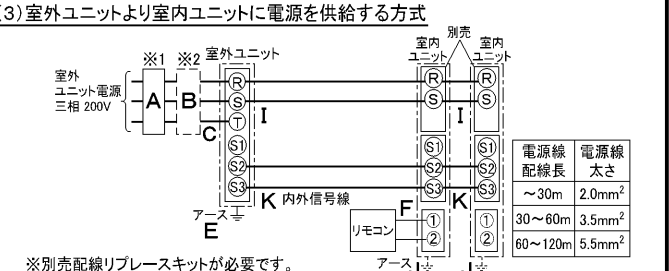 (3)室外ユニットより室内ユニットに電源を供給する方式
※1 ※2 室外ユニット
室内ユニット
別売
室内ユニット
室外
ユニット電源
三相 200V
A
B
C
R
S
T
S1
S2
S3
I
K 内外信号線
アース
E
R
S
S1
S2
S3
I
K
F
リモコン
①
②
アース
R
S
S1
S2
S3
①
②
電源線配線長 電源線太さ
～30m 2.0mm²
30～60m 3.5mm²
60～120m 5.5mm²
※別売配線リプレースキットが必要です。